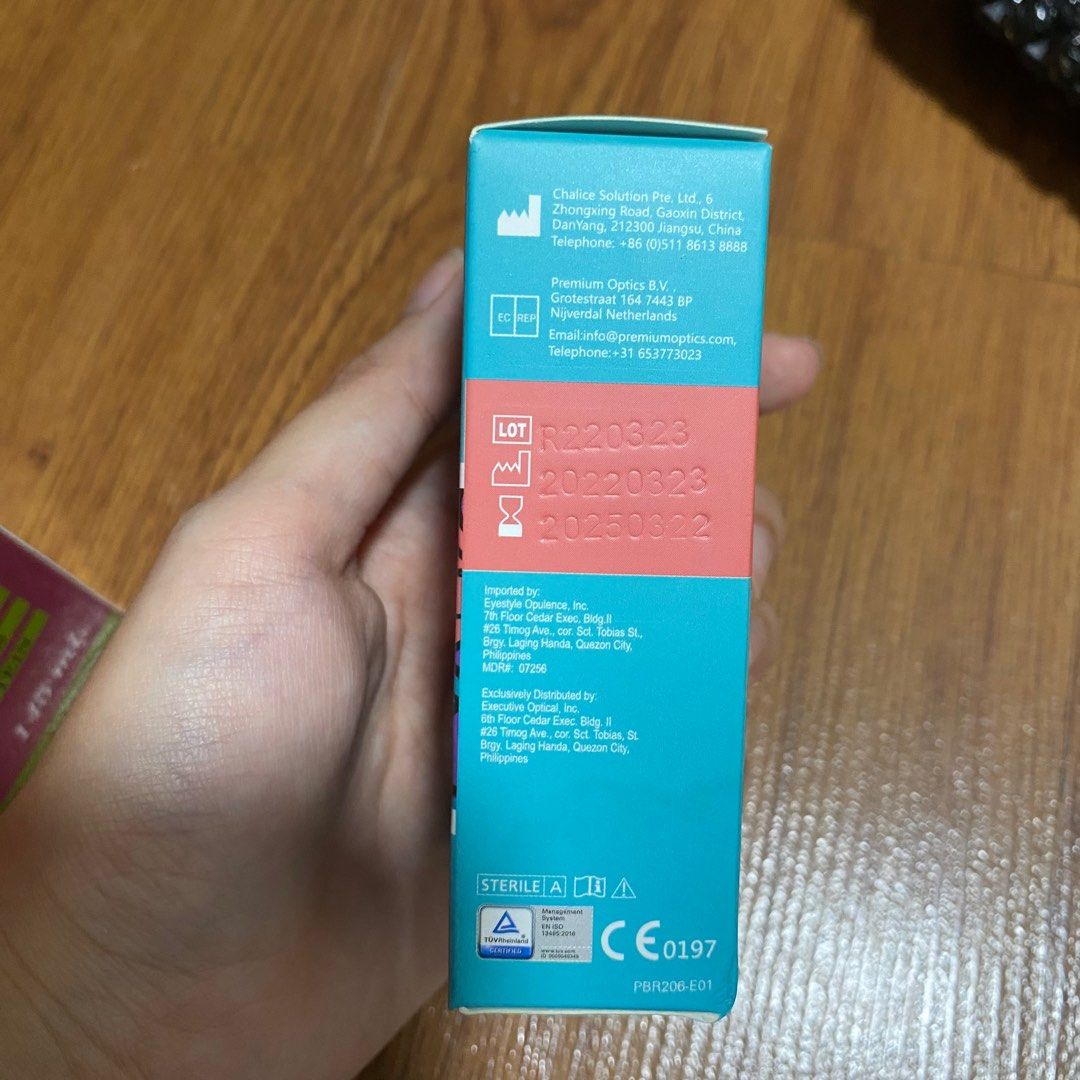 Chalice Solution Pte. Ltd., 6
Zhongxing Road, Gaoxin District,
DanYang, 212300 Jiangsu, China
Telephone: +86 (0)511 8613 8888
EC REP
Premium Optics B.V. ,
Grotestraat 164 7443 BP
Nijverdal Netherlands
Email:info@premiumoptics.com,
Telephone:+31 653773023
LOT R220323
20220323
20250322
Imported by:
Eyestyle Opulence, Inc.
7th Floor Cedar Exec. Bldg.II
#26 Timog Ave., cor. Sct. Tobias St.,
Brgy. Laging Handa, Quezon City,
Philippines
MDR#: 07256
Exclusively Distributed by:
Executive Optical, Inc.
6th Floor Cedar Exec. Bldg. II
#26 Timog Ave., cor. Sct. Tobias, St.
Brgy. Laging Handa, Quezon City,
Philippines
STERILE A
TÜVRheinland
CERTIFIED
Management
System
EN ISO
13485:2016
www.tuv.com
CE0197
PBR206-E01